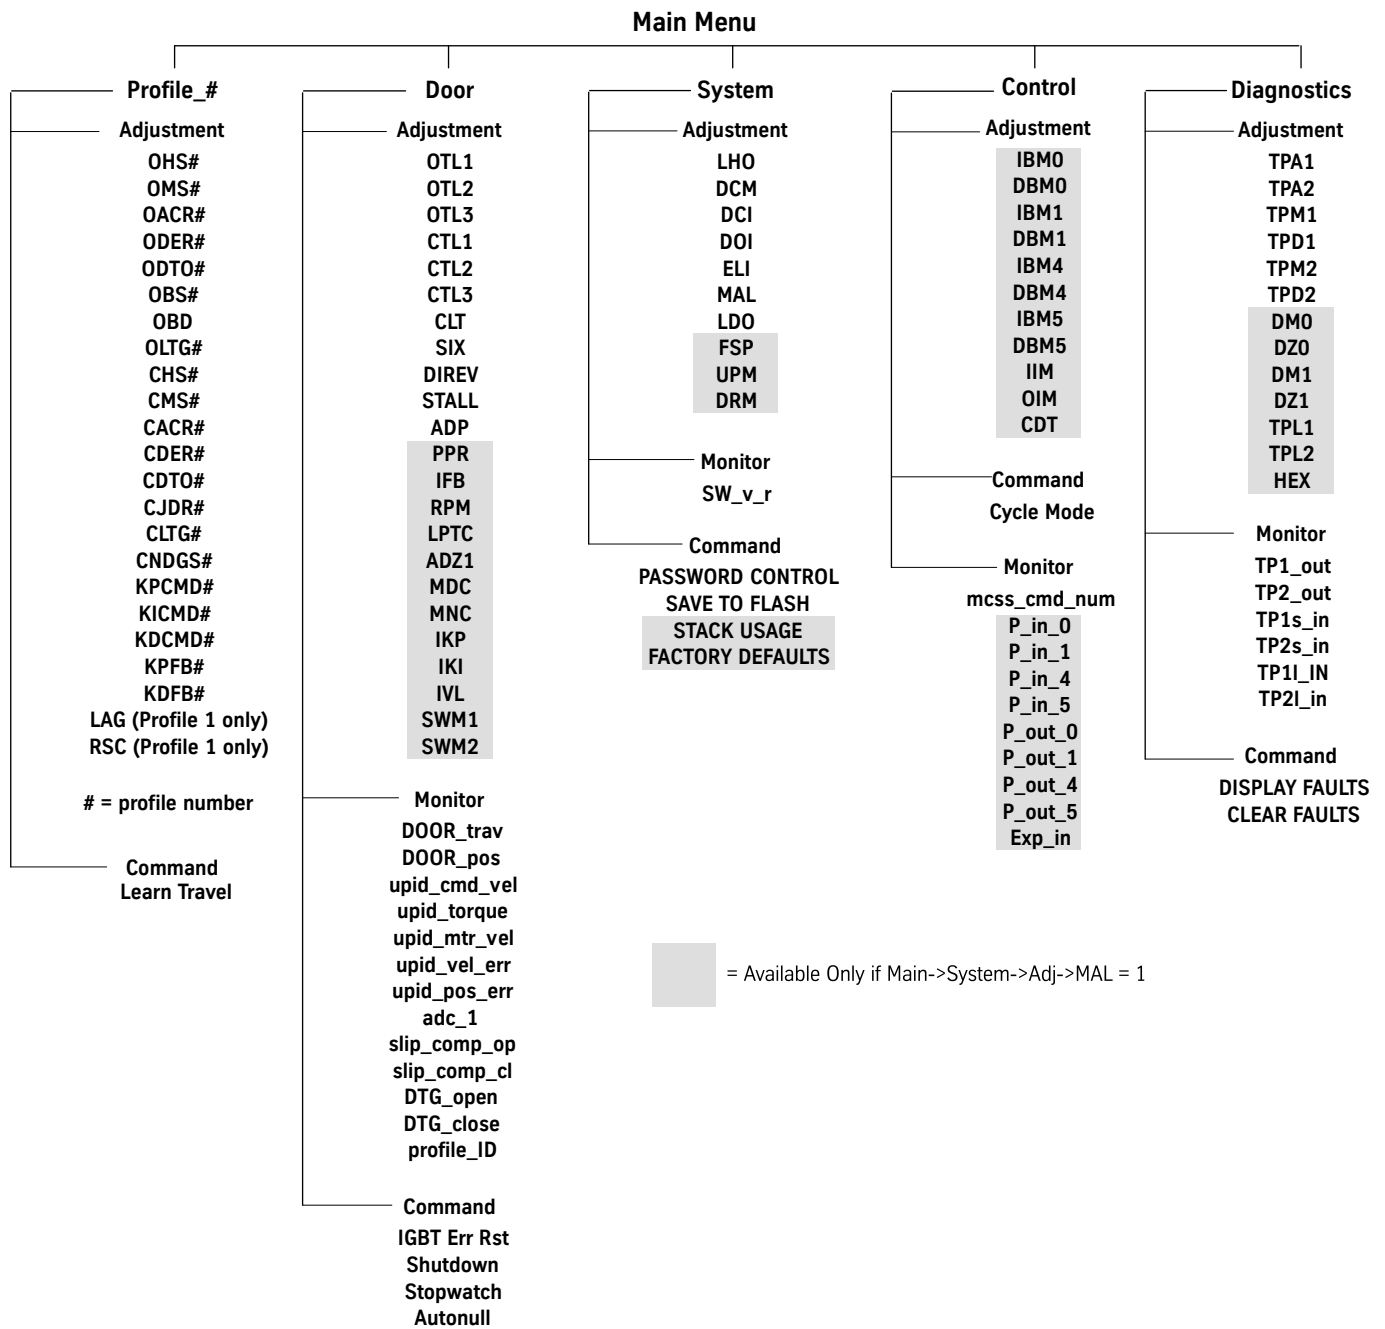 Main Menu
Profile_#
Adjustment
OHS#
OMS#
OACR#
ODER#
ODTO#
OBS#
OBD
OLTG#
CHS#
CMS#
CACR#
CDER#
CDTO#
CJDR#
CLTG#
CNDGS#
KPCMD#
KICMD#
KDCMD#
KPFB#
KDFB#
LAG (Profile 1 only)
RSC (Profile 1 only)
# = profile number
Command
Learn Travel
Door
Adjustment
OTL1
OTL2
OTL3
CTL1
CTL2
CTL3
CLT
SIX
DIREV
STALL
ADP
PPR
IFB
RPM
LPTC
ADZ1
MDC
MNC
IKP
IKI
IVL
SWM1
SWM2
Monitor
DOOR_trav
DOOR_pos
upid_cmd_vel
upid_torque
upid_mtr_vel
upid_vel_err
upid_pos_err
adc_1
slip_comp_op
slip_comp_cl
DTG_open
DTG_close
profile_ID
Command
IGBT Err Rst
Shutdown
Stopwatch
Autonull
System
Adjustment
LHO
DCM
DCI
DOI
ELI
MAL
LDO
FSP
UPM
DRM
Monitor
SW_v_r
Command
PASSWORD CONTROL
SAVE TO FLASH
STACK USAGE
FACTORY DEFAULTS
Control
Adjustment
IBM0
DBM0
IBM1
DBM1
IBM4
DBM4
IBM5
DBM5
IIM
OIM
CDT
Command
Cycle Mode
Monitor
mcss_cmd_num
P_in_0
P_in_1
P_in_4
P_in_5
P_out_0
P_out_1
P_out_4
P_out_5
Exp_in
Diagnostics
Adjustment
TPA1
TPA2
TPM1
TPD1
TPM2
TPD2
DM0
DZ0
DM1
DZ1
TPL1
TPL2
HEX
Monitor
TP1_out
TP2_out
TP1s_in
TP2s_in
TP1l_IN
TP2l_in
Command
DISPLAY FAULTS
CLEAR FAULTS
= Available Only if Main->System->Adj->MAL = 1